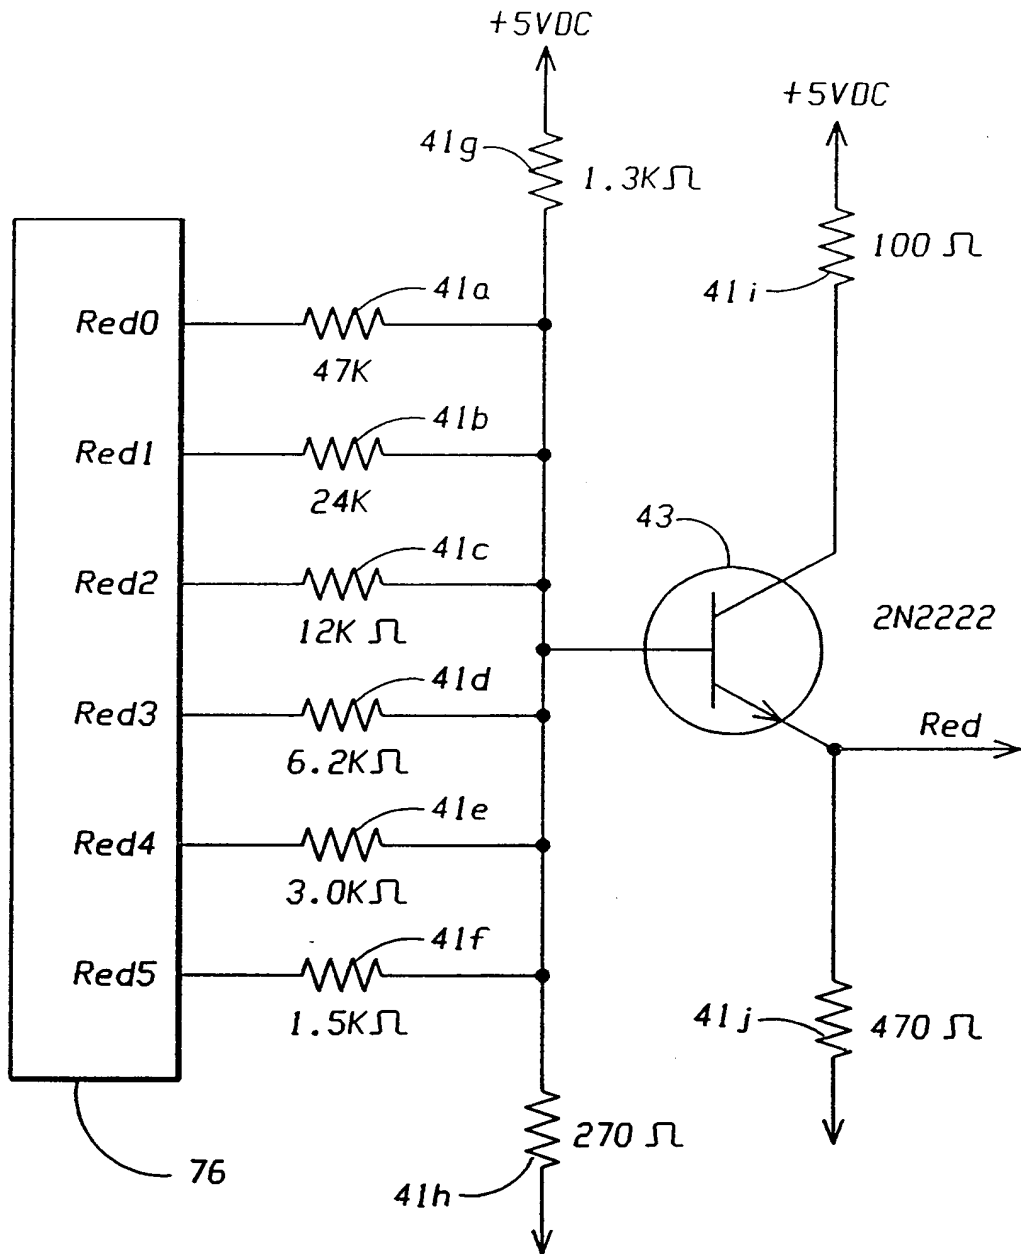 +5VDC
+5VDC
41g
1.3KΩ
100 Ω
41i
Red0
41a
47K
Red1
41b
24K
43
Red2
41c
12K Ω
2N2222
Red3
41d
6.2KΩ
Red
Red4
41e
3.0KΩ
Red5
41f
1.5KΩ
41j
470 Ω
270 Ω
76
41h